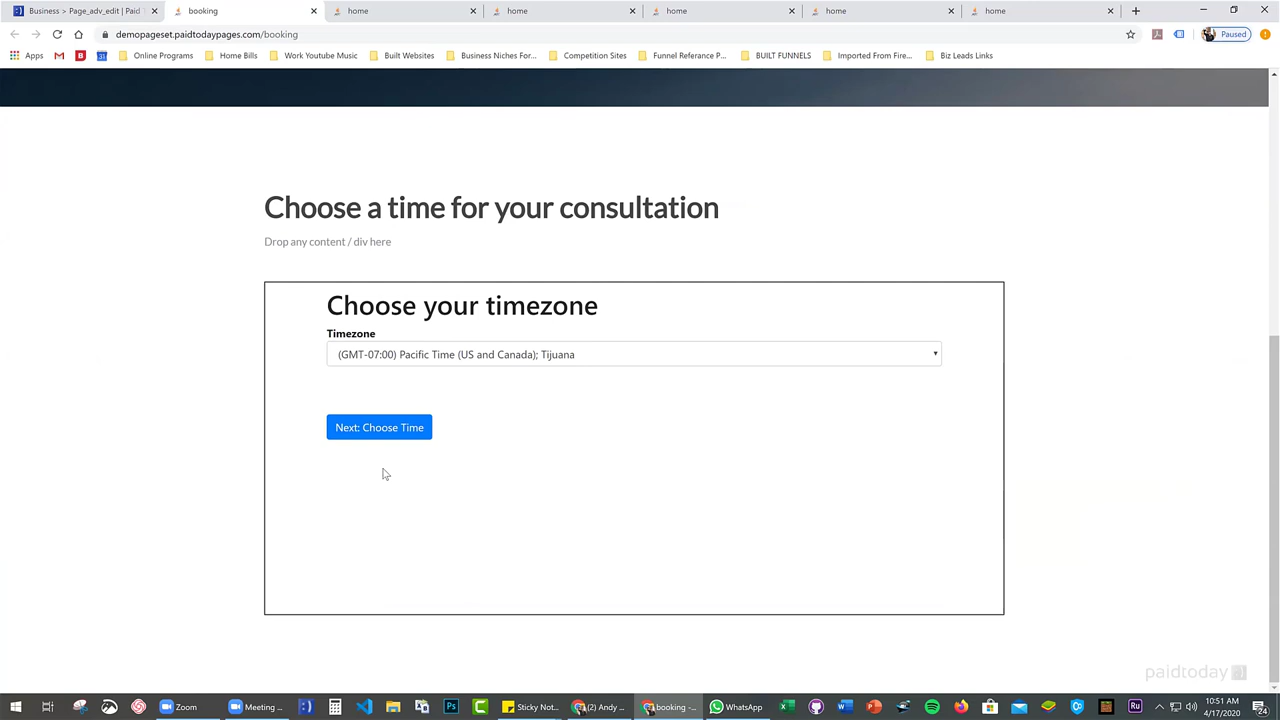 Business > Page_adv_edit | Paid T
booking
home
home
home
home
home
demopageset.paidtodaypages.com/booking
Paused
Apps
Online Programs
Home Bills
Work Youtube Music
Built Websites
Business Niches For...
Competition Sites
Funnel Referance P...
BUILT FUNNELS
Imported From Fire...
Biz Leads Links
Choose a time for your consultation
Drop any content / div here
Choose your timezone
Timezone
(GMT-07:00) Pacific Time (US and Canada); Tijuana
Next: Choose Time
paidtoday
Zoom
Meeting ...
Sticky Not...
(2) Andy ...
booking -...
WhatsApp
10:51 AM
4/17/2020